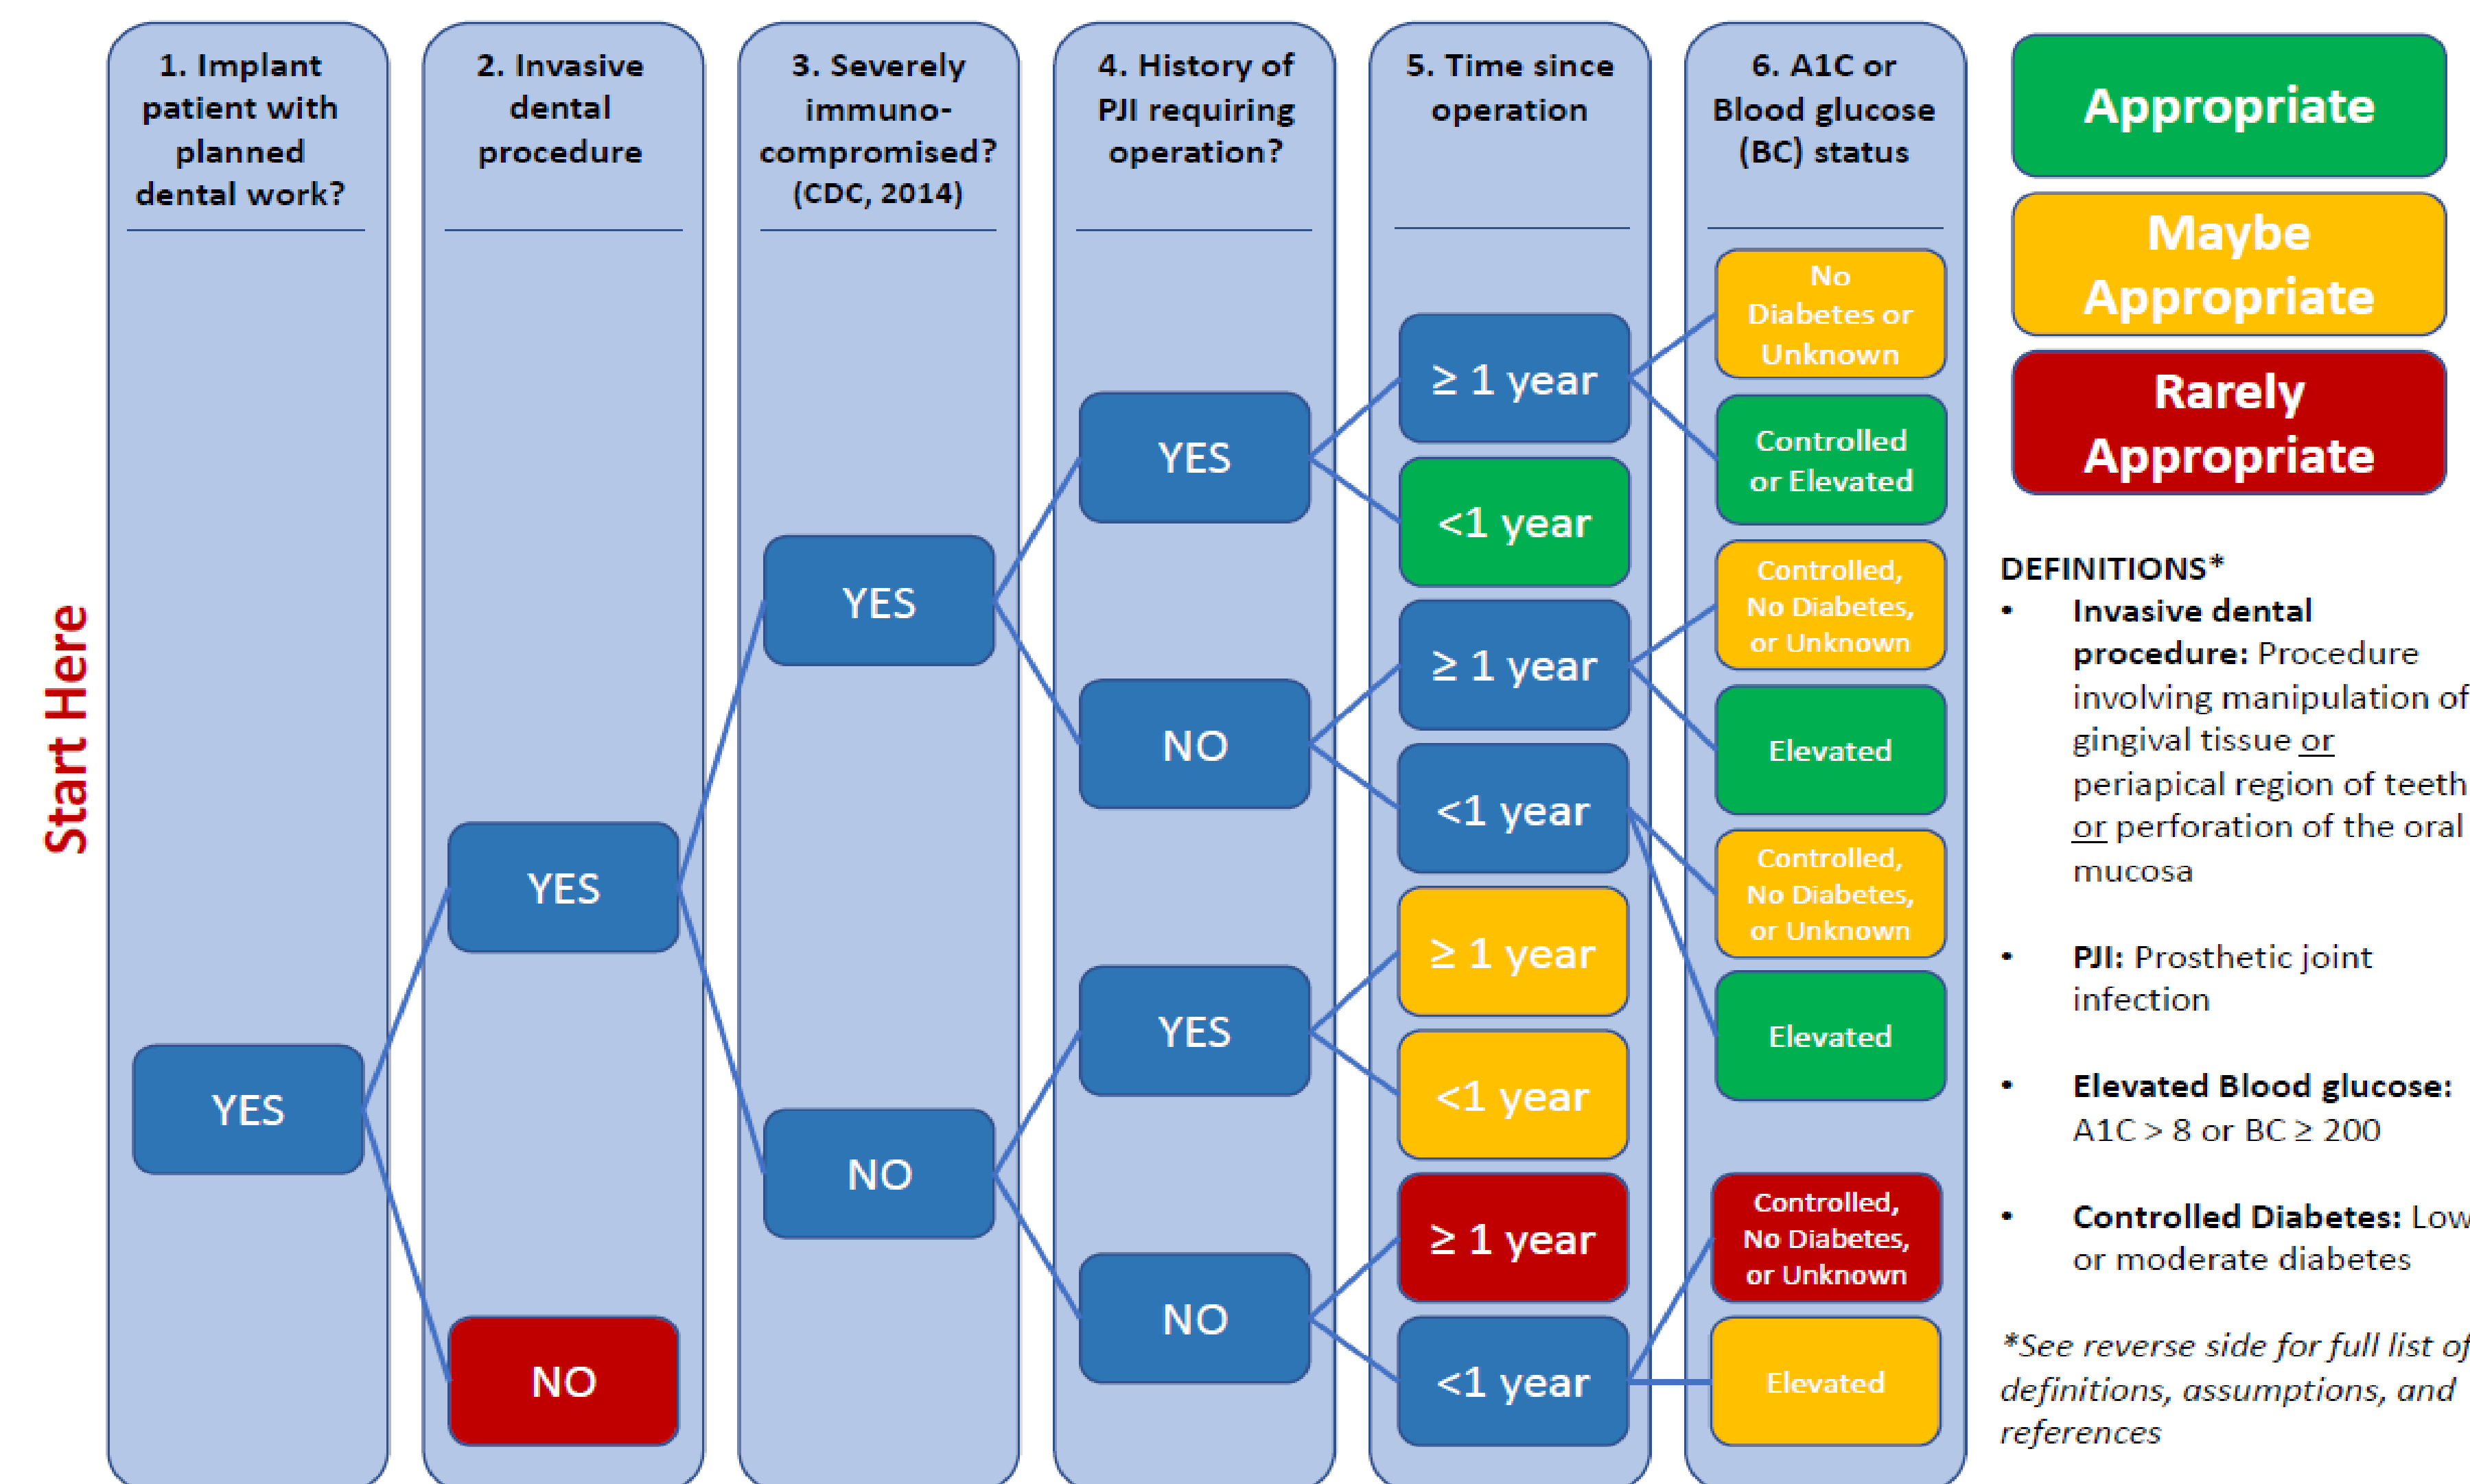 Start Here
1. Implant
patient with
planned
dental work?
YES
2. Invasive
dental
procedure
YES
NO
3. Severely
immuno-
compromised?
(CDC, 2014)
YES
NO
4. History of
PJI requiring
operation?
YES
NO
YES
NO
5. Time since
operation
≥ 1 year
<1 year
≥ 1 year
<1 year
≥ 1 year
<1 year
≥ 1 year
<1 year
6. A1C or
Blood glucose
(BC) status
No
Diabetes or
Unknown
Controlled
or Elevated
Controlled,
No Diabetes,
or Unknown
Elevated
Controlled,
No Diabetes,
or Unknown
Elevated
Controlled,
No Diabetes,
or Unknown
Elevated
Appropriate
Maybe
Appropriate
Rarely
Appropriate
DEFINITIONS*
• Invasive dental
procedure: Procedure
involving manipulation of
gingival tissue or
periapical region of teeth
or perforation of the oral
mucosa
• PJI: Prosthetic joint
infection
• Elevated Blood glucose:
A1C > 8 or BC ≥ 200
• Controlled Diabetes: Low
or moderate diabetes
*See reverse side for full list of
definitions, assumptions, and
references